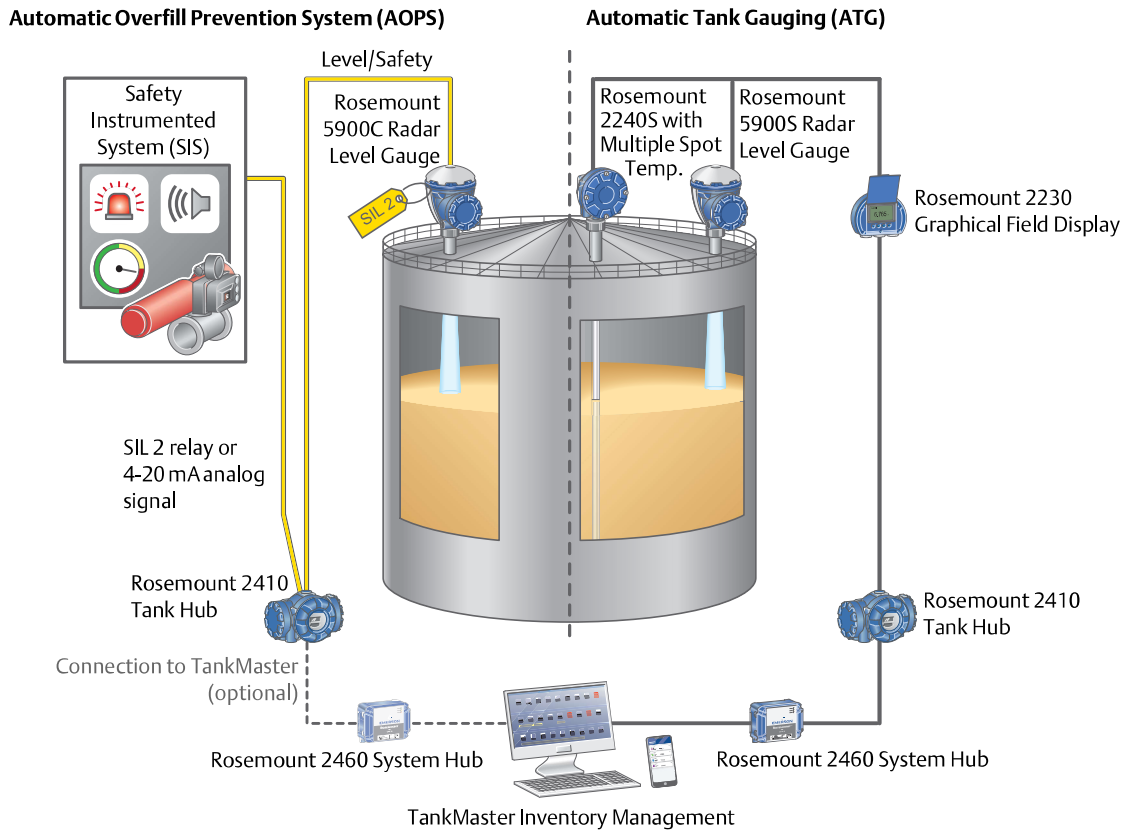 Automatic Overfill Prevention System (AOPS)
Automatic Tank Gauging (ATG)
Level/Safety
Safety
Instrumented
System (SIS)
Rosemount
5900C Radar
Level Gauge
SIL 2
Rosemount
2240S with
Multiple Spot
Temp.
Rosemount
5900S Radar
Level Gauge
Rosemount 2230
Graphical Field Display
SIL 2 relay or
4-20 mA analog
signal
Rosemount 2410
Tank Hub
Rosemount 2410
Tank Hub
Connection to TankMaster
(optional)
Rosemount 2460 System Hub
Rosemount 2460 System Hub
TankMaster Inventory Management